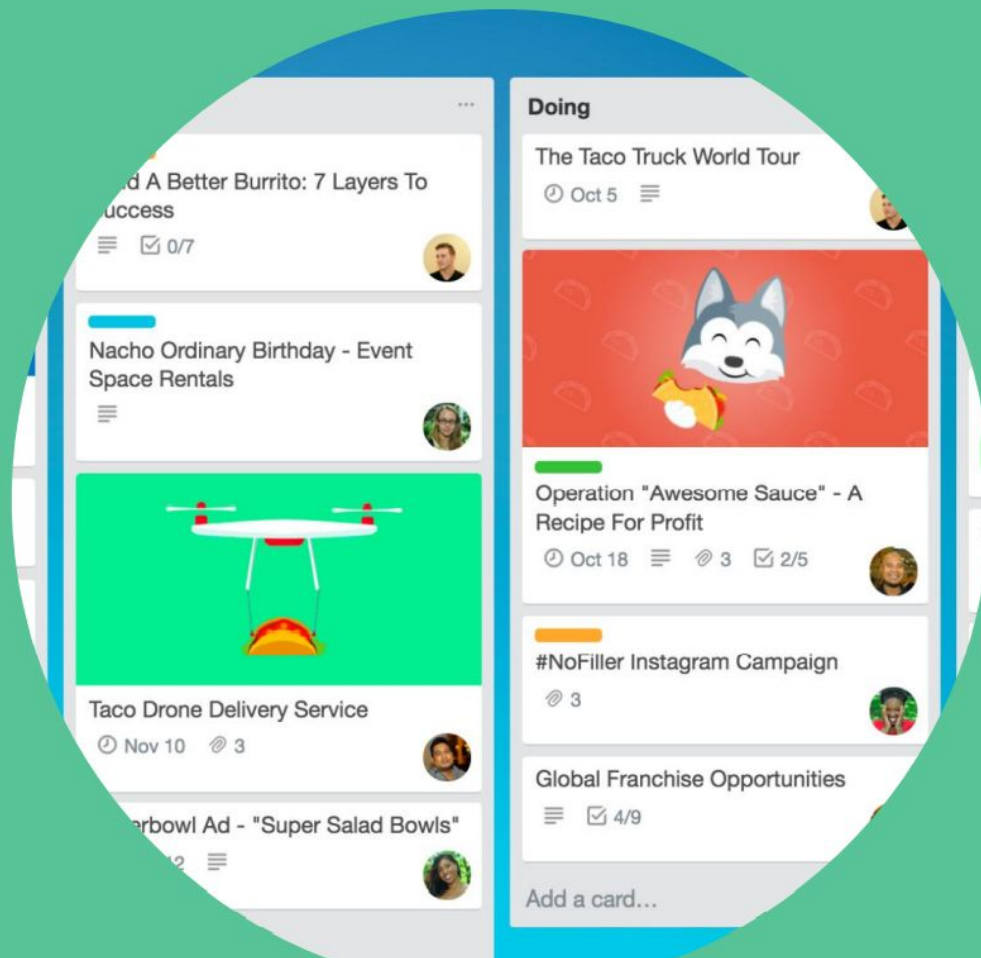 A Better Burrito: 7 Layers To
0/7
Nacho Ordinary Birthday - Event
Space Rentals
Taco Drone Delivery Service
Nov 10 3
Ad - "Super Salad Bowls"
Doing
The Taco Truck World Tour
Oct 5
Operation "Awesome Sauce" - A
Recipe For Profit
Oct 18 3 2/5
#NoFiller Instagram Campaign
3
Global Franchise Opportunities
4/9
Add a card...